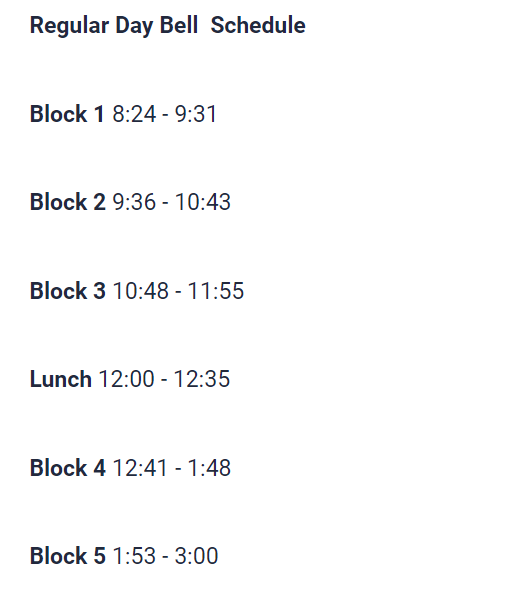 Regular Day Bell  Schedule
Block 1 8:24 - 9:31
Block 2 9:36 - 10:43
Block 3 10:48 - 11:55
Lunch 12:00 - 12:35
Block 4 12:41 - 1:48
Block 5 1:53 - 3:00